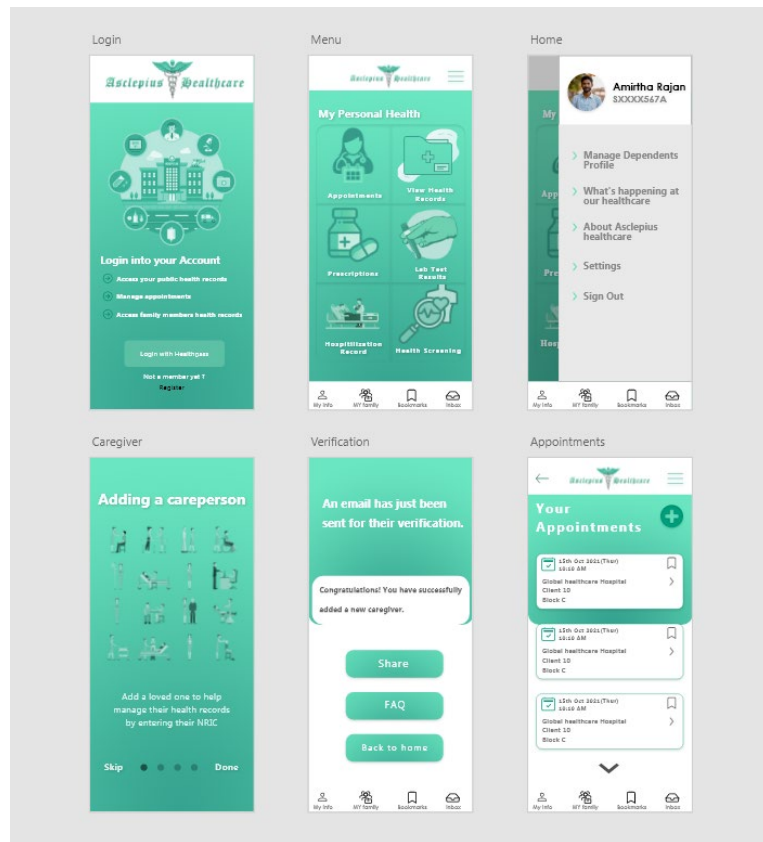 Login
Menu
Home
Asclepius Healthcare
Login into your Account
Access your public health records
Manage appointments
Access family members health records
Login with Healthpass
Not a member yet ?
Register
Asclepius Healthcare
My Personal Health
Appointments
View Health
Records
Prescriptions
Lab Test
Results
Hospitilization
Record
Health Screening
My Info
MY family
Bookmarks
Inbox
Amirtha Rajan
SXXXX567A
My
App
Pre
Hos
Manage Dependents
Profile
What's happening at
our healthcare
About Asclepius
healthcare
Settings
Sign Out
My Info
MY family
Bookmarks
Inbox
Caregiver
Verification
Appointments
Adding a careperson
Add a loved one to help
manage their health records
by entering their NRIC
Skip
Done
An email has just been
sent for their verification.
Congratulations! You have successfully
added a new caregiver.
Share
FAQ
Back to home
My Info
MY family
Bookmarks
Inbox
Asclepius Healthcare
Your
Appointments
15th Oct 2021(Thur)
10:10 AM
Global healthcare Hospital
Client 10
Block C
15th Oct 2021(Thur)
10:10 AM
Global healthcare Hospital
Client 10
Block C
15th Oct 2021(Thur)
10:10 AM
Global healthcare Hospital
Client 10
Block C
My Info
MY family
Bookmarks
Inbox